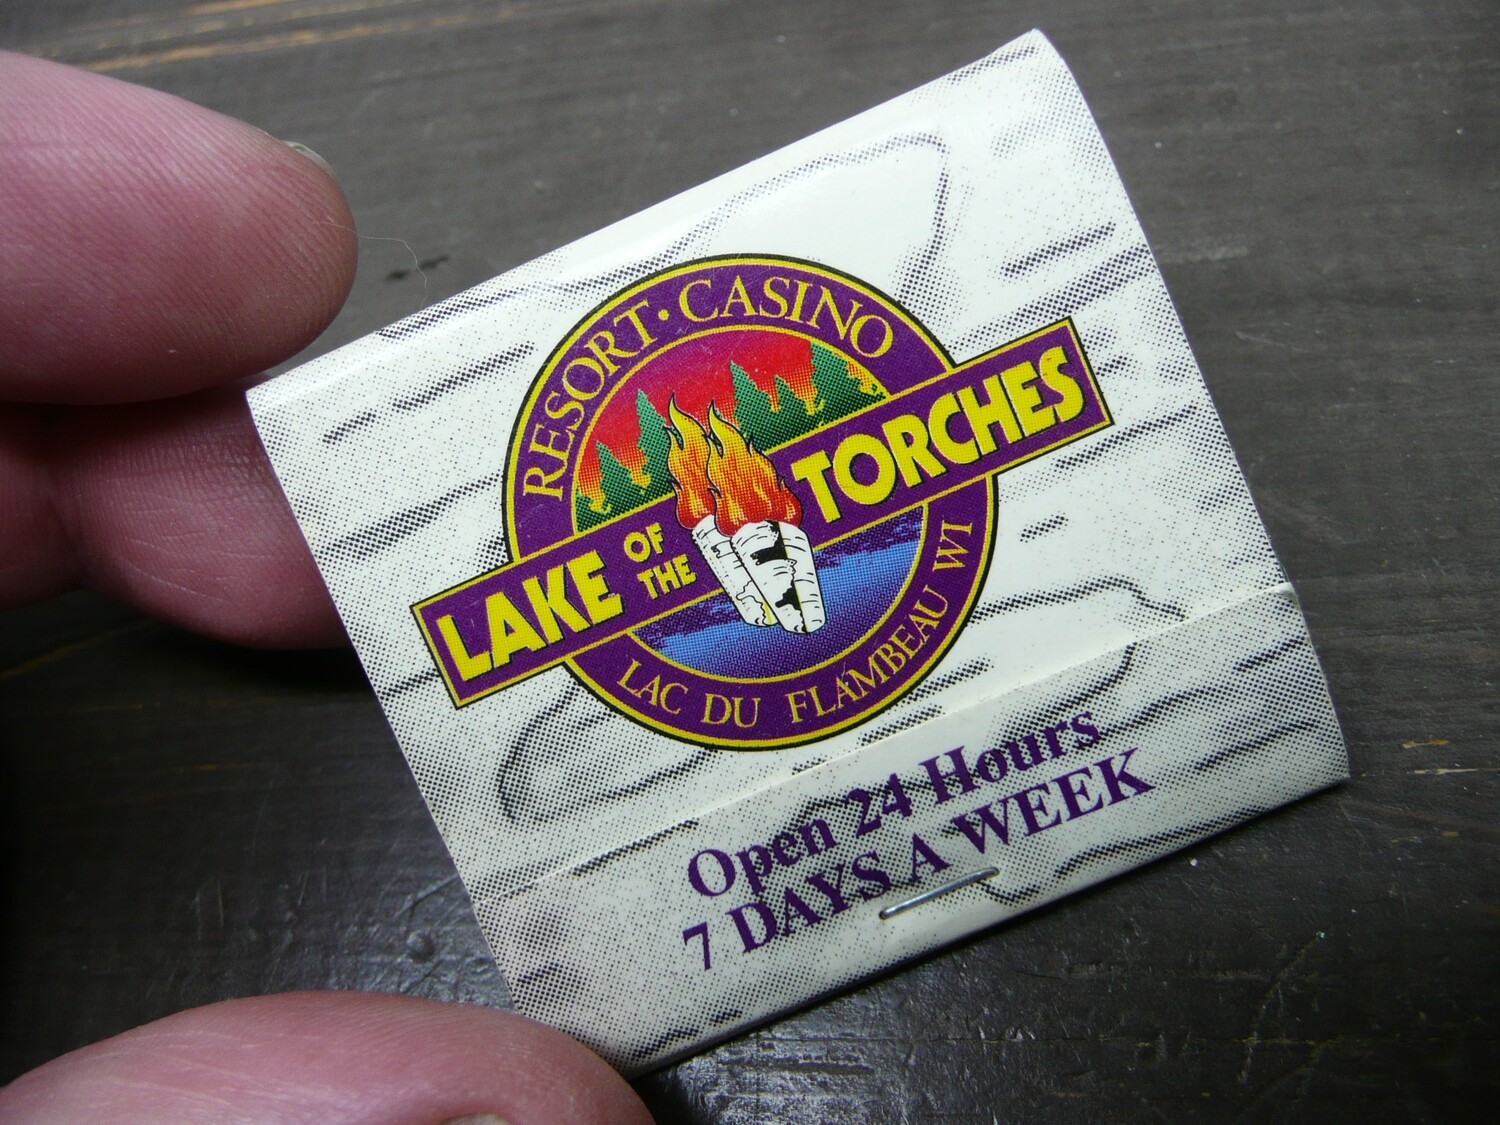 RESORT · CASINO
LAKE OF THE TORCHES
LAC DU FLAMBEAU WI
Open 24 Hours
7 DAYS A WEEK